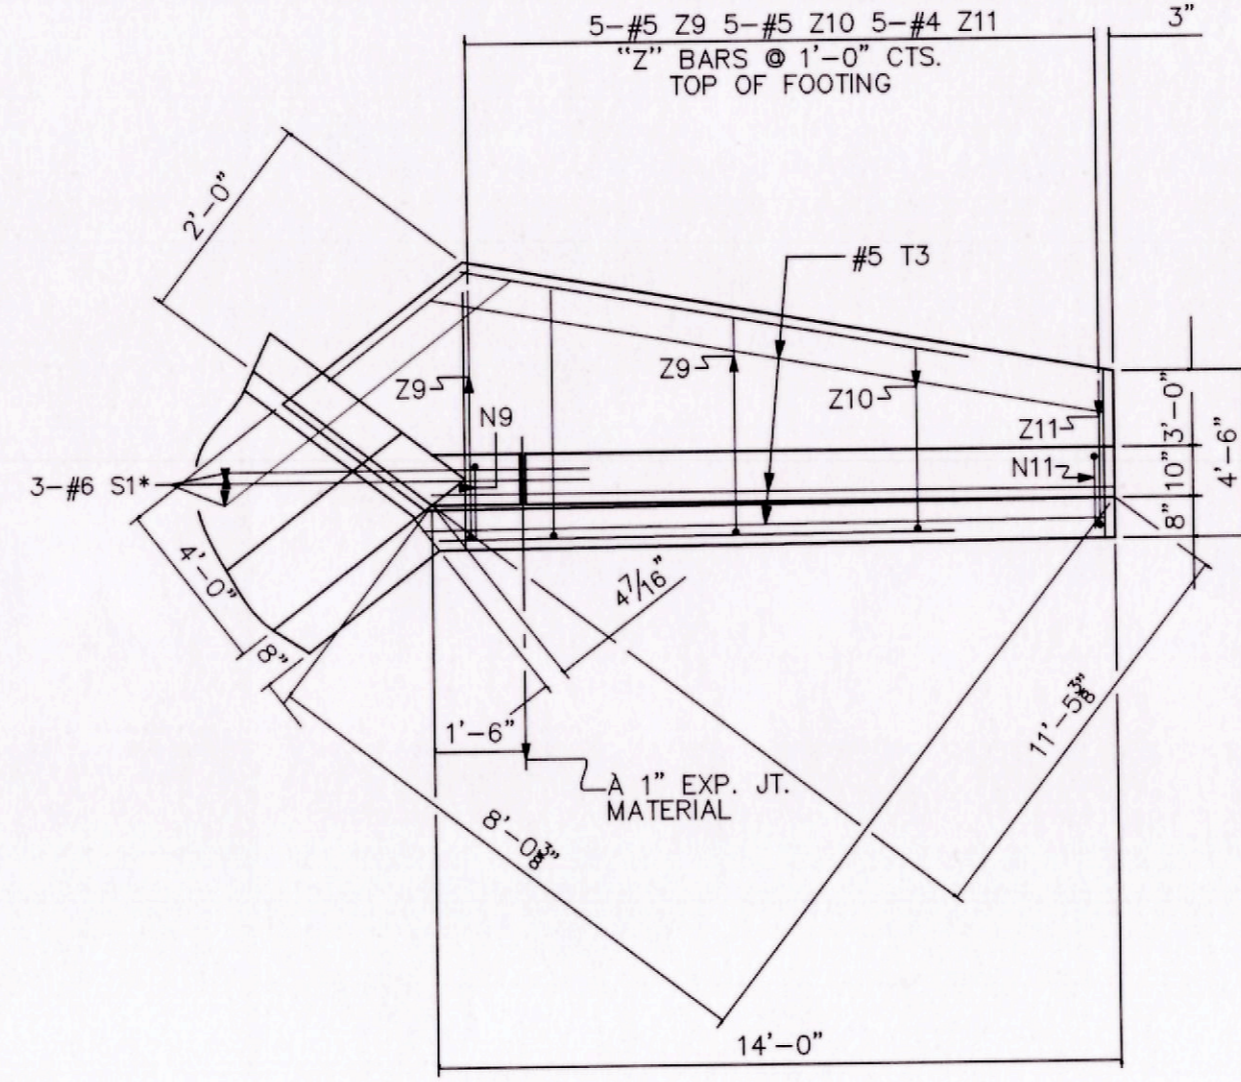 5-#5 Z9 5-#5 Z10 5-#4 Z11
3"
"Z" BARS @ 1'-0" CTS.
TOP OF FOOTING
2'-0"
#5 T3
Z9
Z9
Z10
N9
Z11
3'-0"
4'-6"
3-#6 S1*
N11
10"
8"
4'-0"
4 7/16"
8"
11'-5 3/8"
1'-6"
A 1" EXP. JT.
MATERIAL
8'-0 3/8"
14'-0"